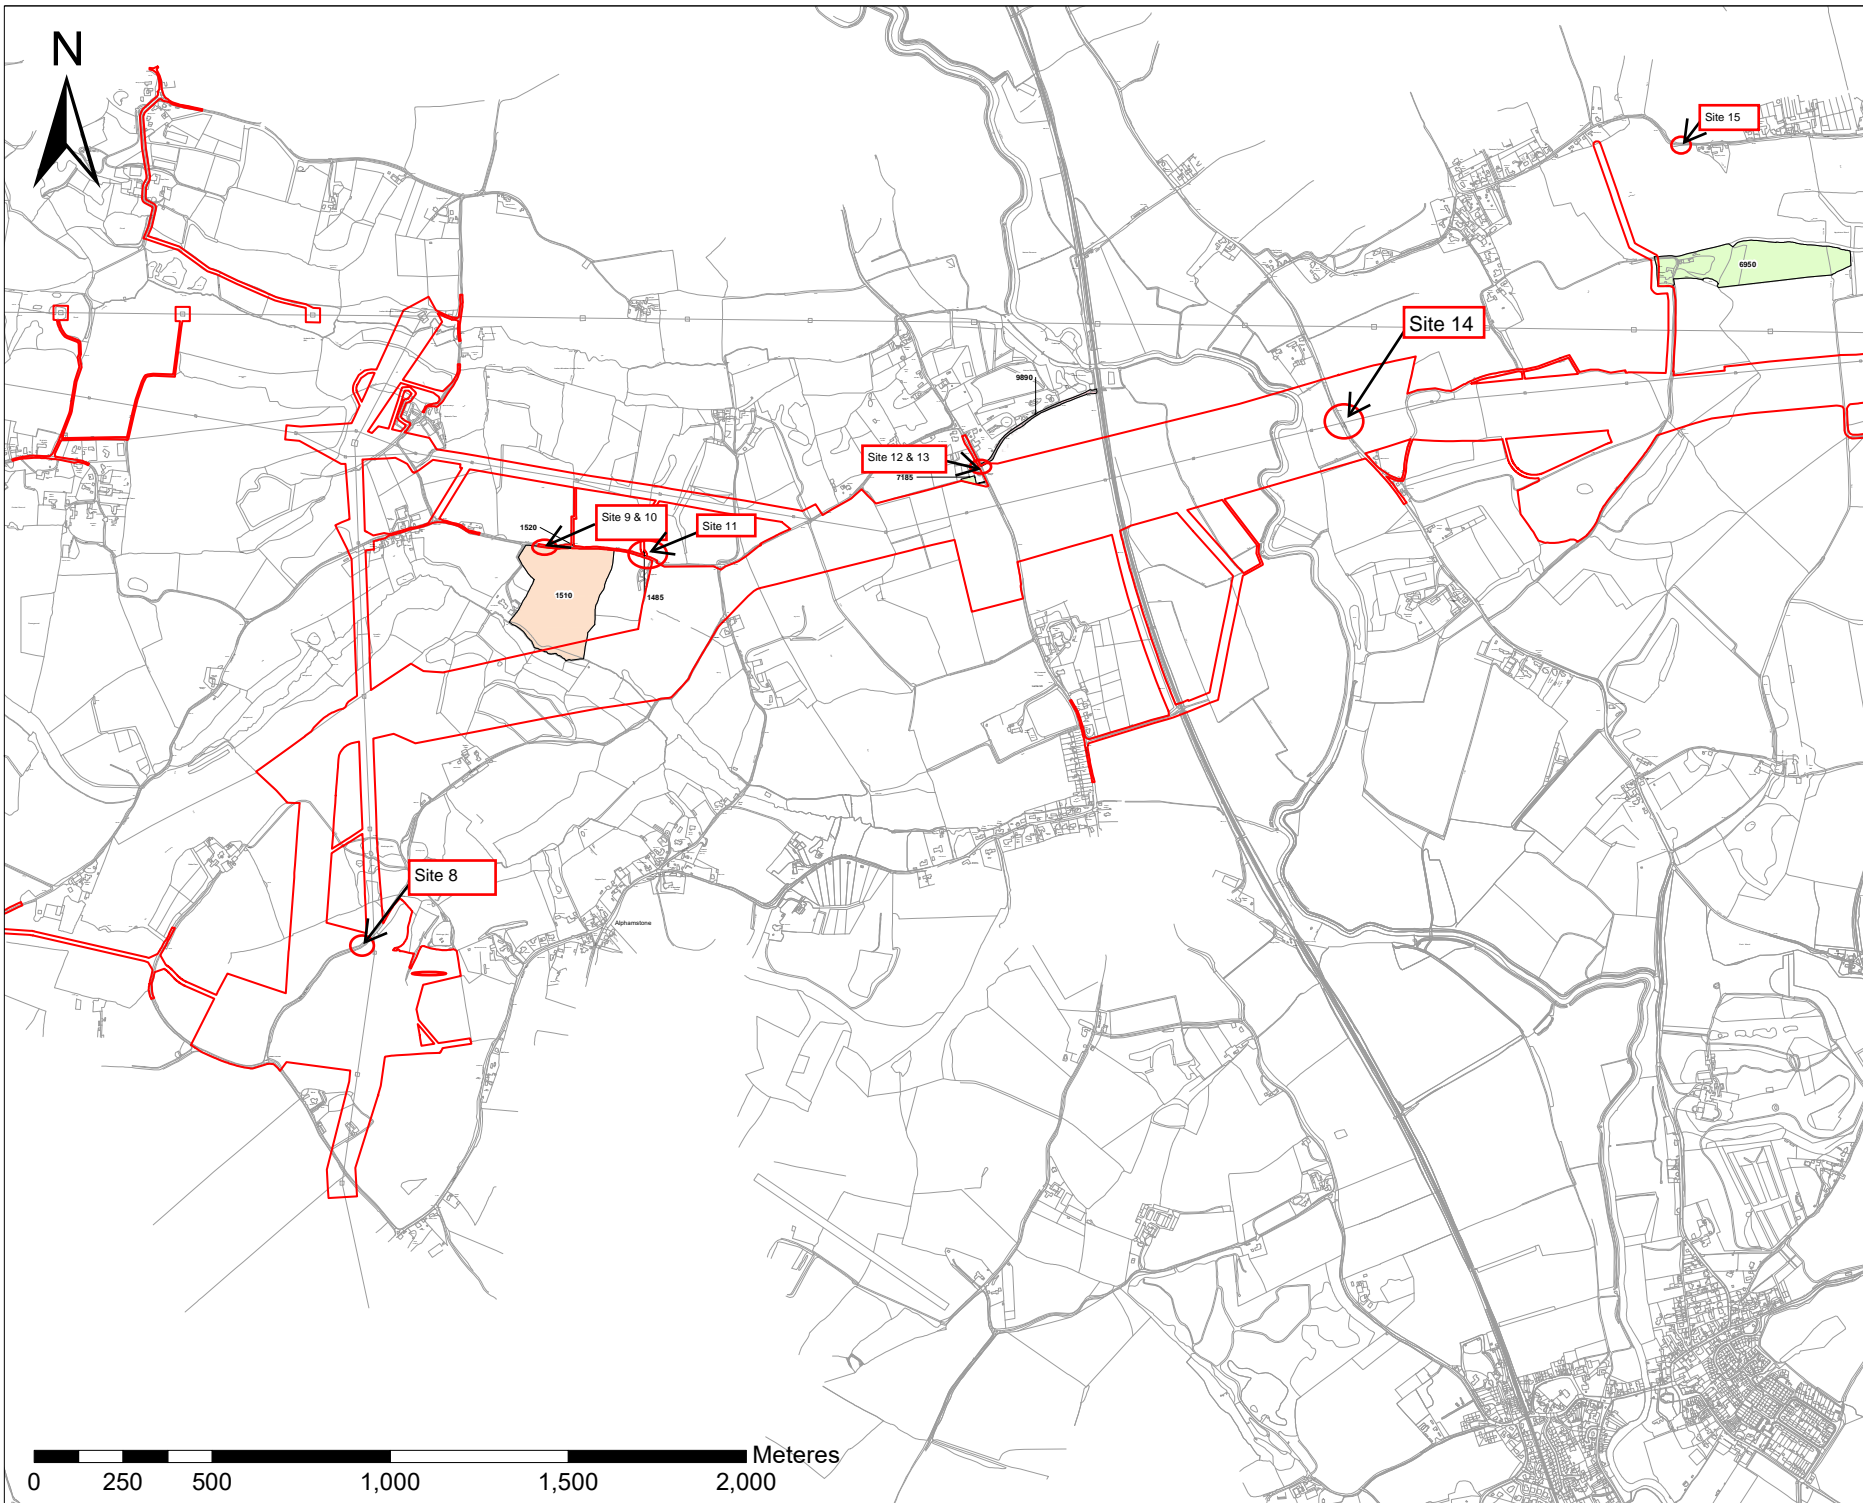 N
Site 15
6950
Site 14
9890
Site 12 & 13
7185
Site 9 & 10
Site 11
1520
1510
1485
Site 8
Alphamstone
Meteres
0 250 500 1,000 1,500 2,000